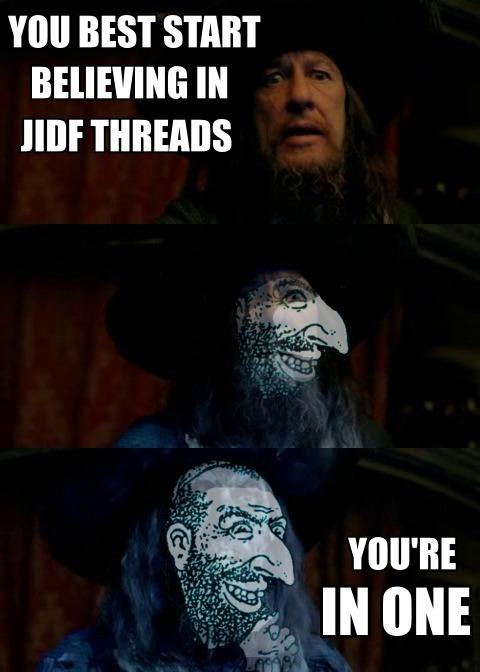 YOU BEST START
BELIEVING IN
JIDF THREADS
YOU'RE
IN ONE